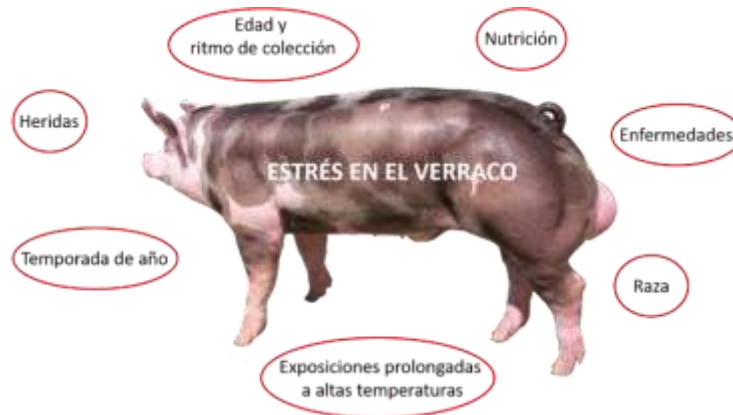 Edad y
ritmo de colección
Nutrición
Heridas
Enfermedades
ESTRÉS EN EL VERRACO
Temporada de año
Raza
Exposiciones prolongadas
a altas temperaturas